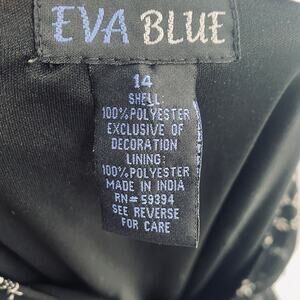 EVA BLUE
14
SHELL:
100% POLYESTER
EXCLUSIVE OF
DECORATION
LINING:
100% POLYESTER
MADE IN INDIA
RN# 59394
SEE REVERSE
FOR CARE